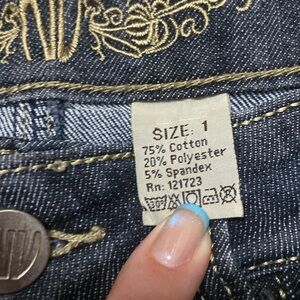 SIZE: 1
75% Cotton
20% Polyester
5% Spandex
Rn: 121723